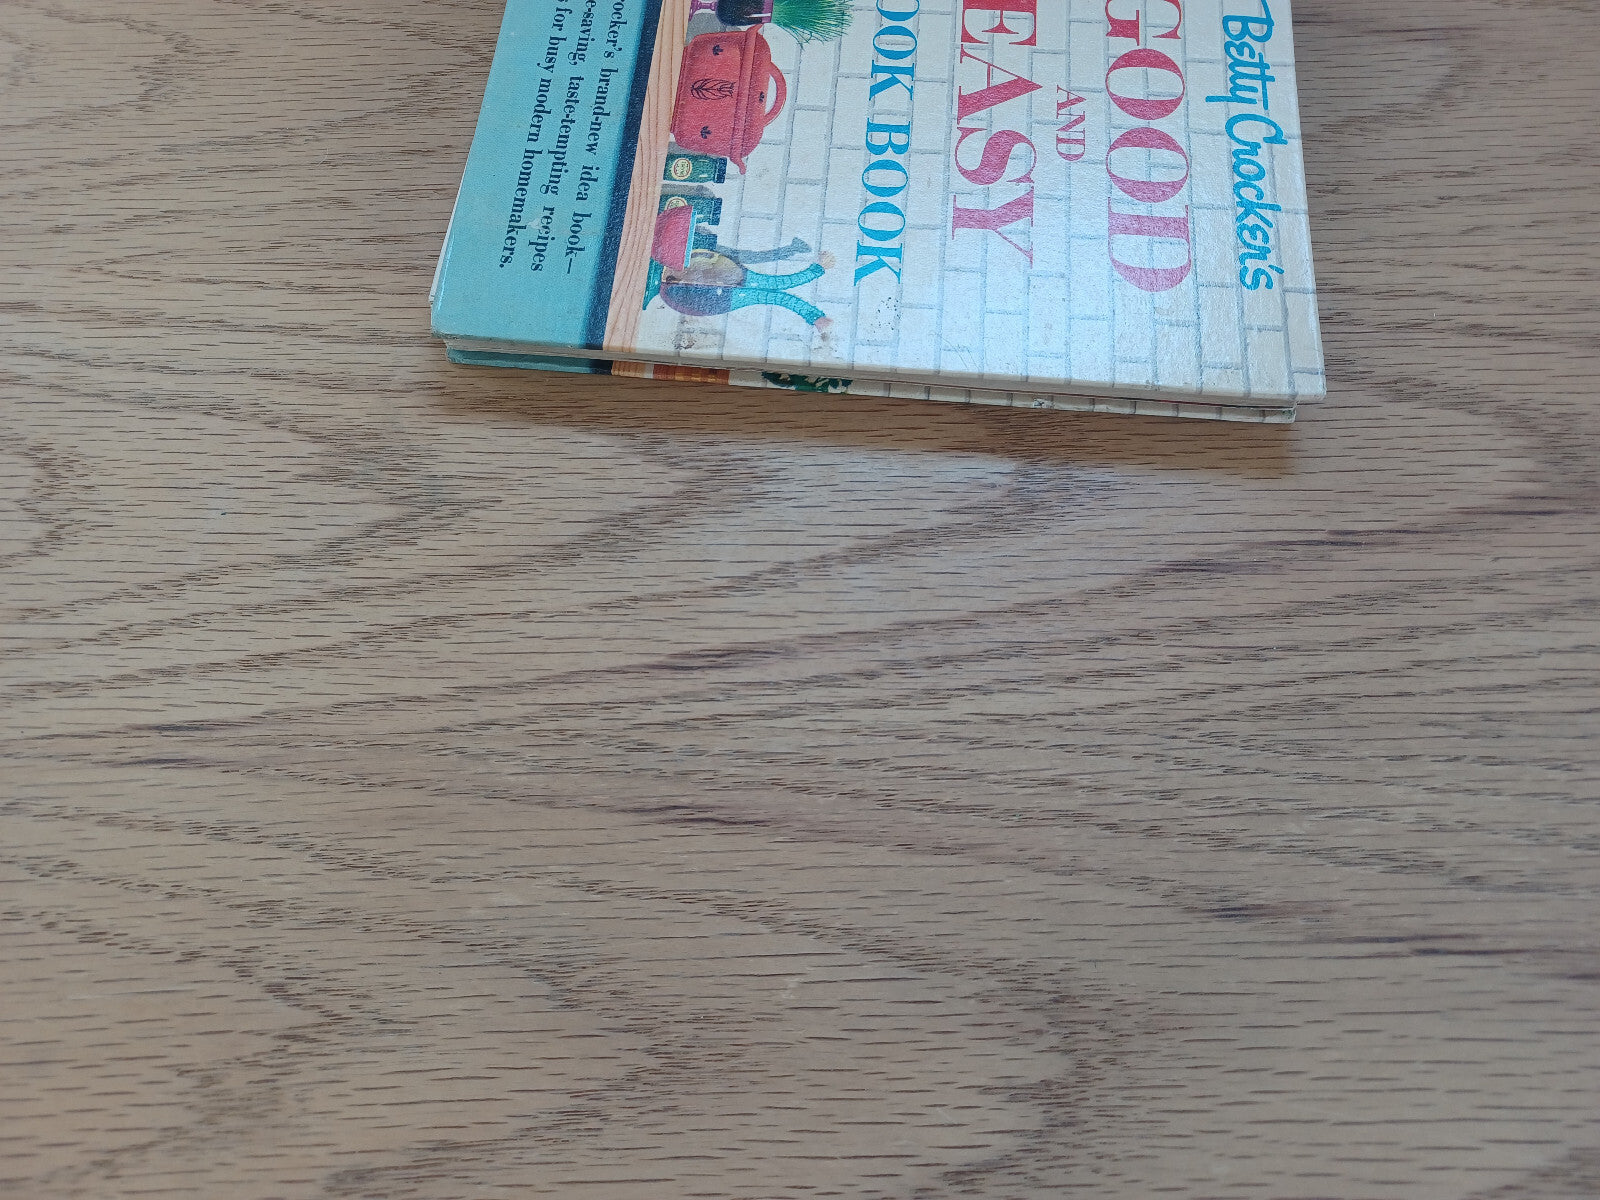 Betty Crocker's
GOOD
AND
EASY
OOK BOOK
rocker's brand-new idea book—
e-saving, taste-tempting recipes
for busy modern homemakers.